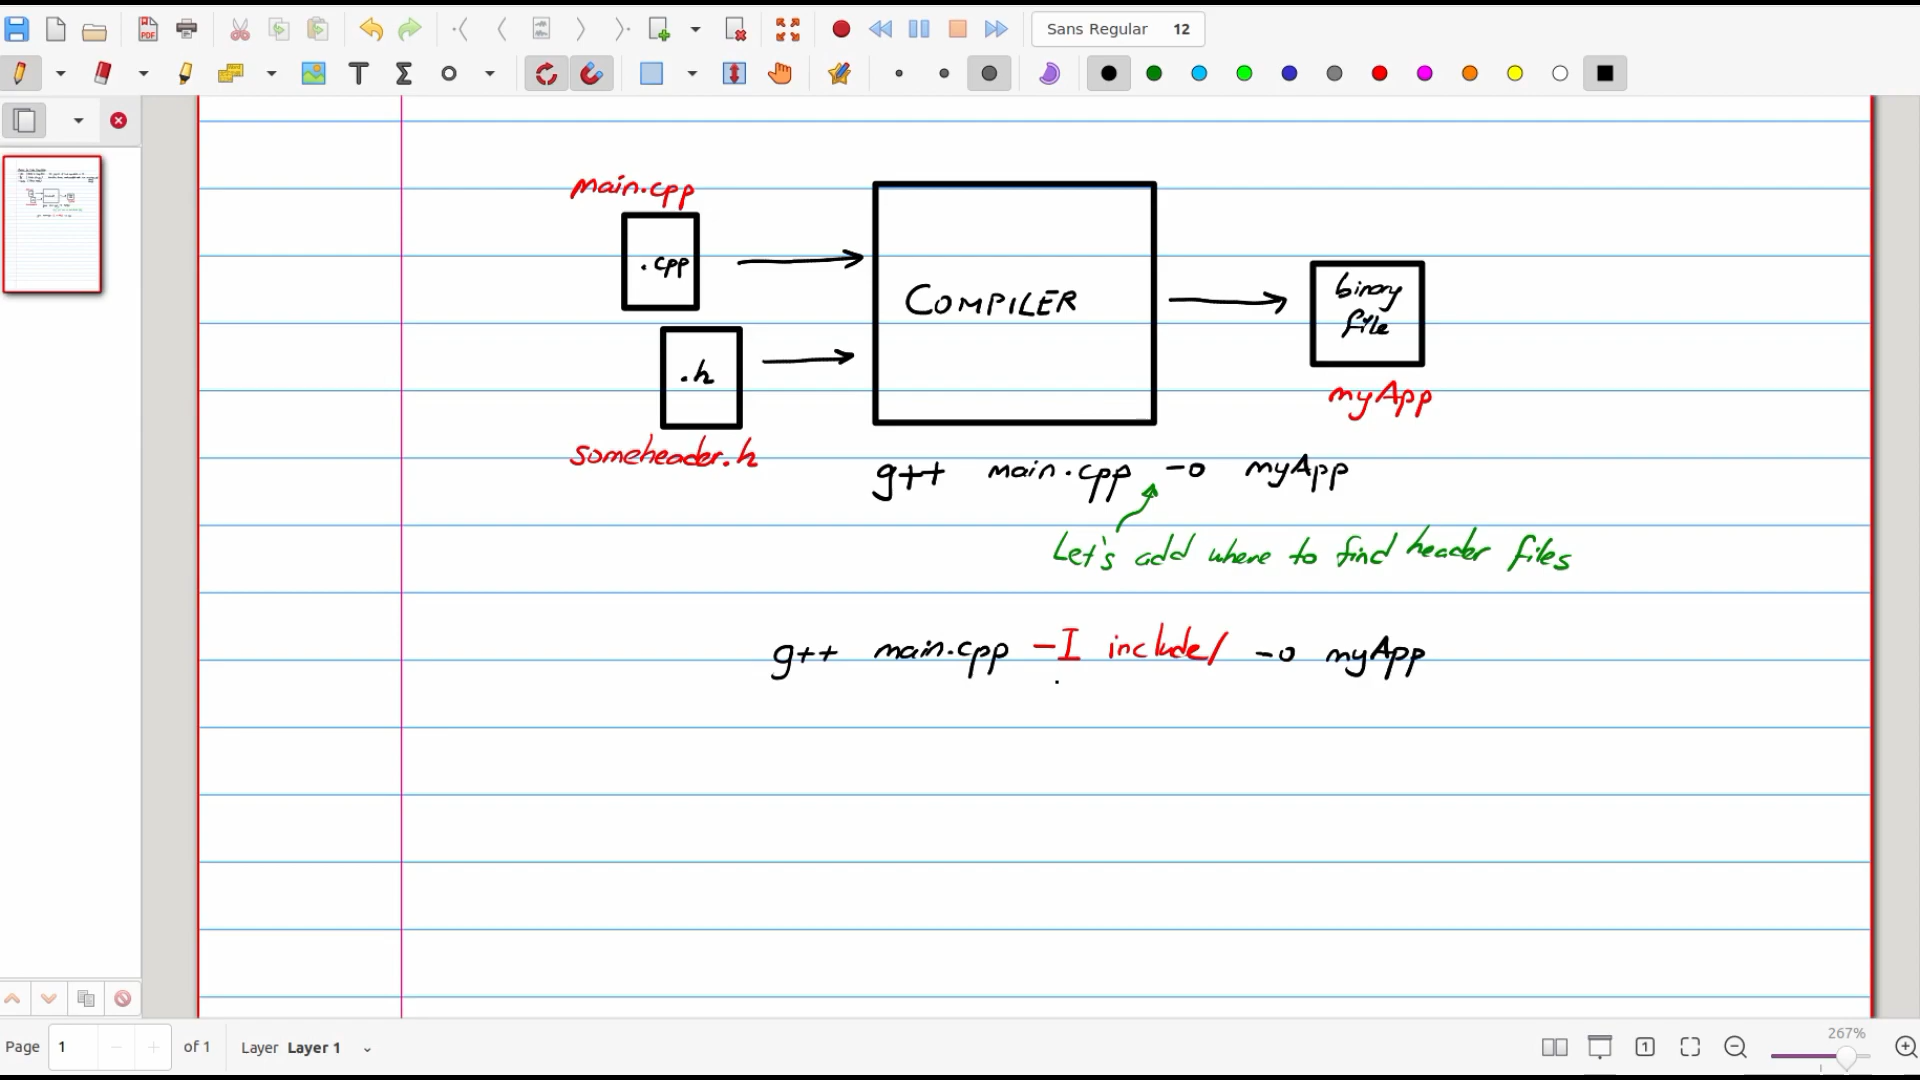 Sans Regular 12
main.cpp
.cpp
COMPILER
binary
file
.h
myApp
someheader.h
g++ main.cpp -o myApp
Let's add where to find header files
g++ main.cpp -I include/ -o myApp
Page 1 of 1 Layer Layer 1
267%